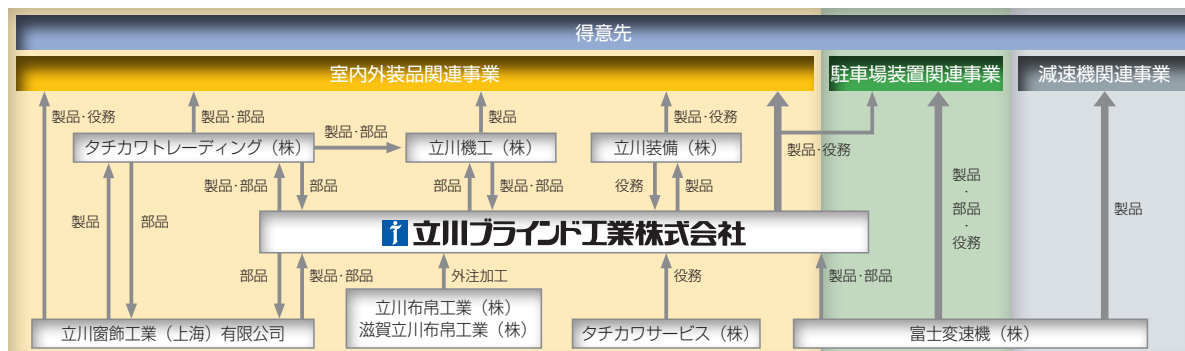 得意先
室内外装品関連事業
駐車場装置関連事業
減速機関連事業
製品・役務
製品・部品
製品
製品・役務
製品・部品
タチカワトレーディング（株）
立川機工（株）
立川装備（株）
製品・役務
製品・部品
部品
部品
製品・部品
役務
製品
製品
・
部品
・
役務
製品
製品
部品
立川ブラインド工業株式会社
部品
製品・部品
外注加工
役務
製品・部品
立川窗飾工業（上海）有限公司
立川布帛工業（株）
滋賀立川布帛工業（株）
タチカワサービス（株）
富士変速機（株）